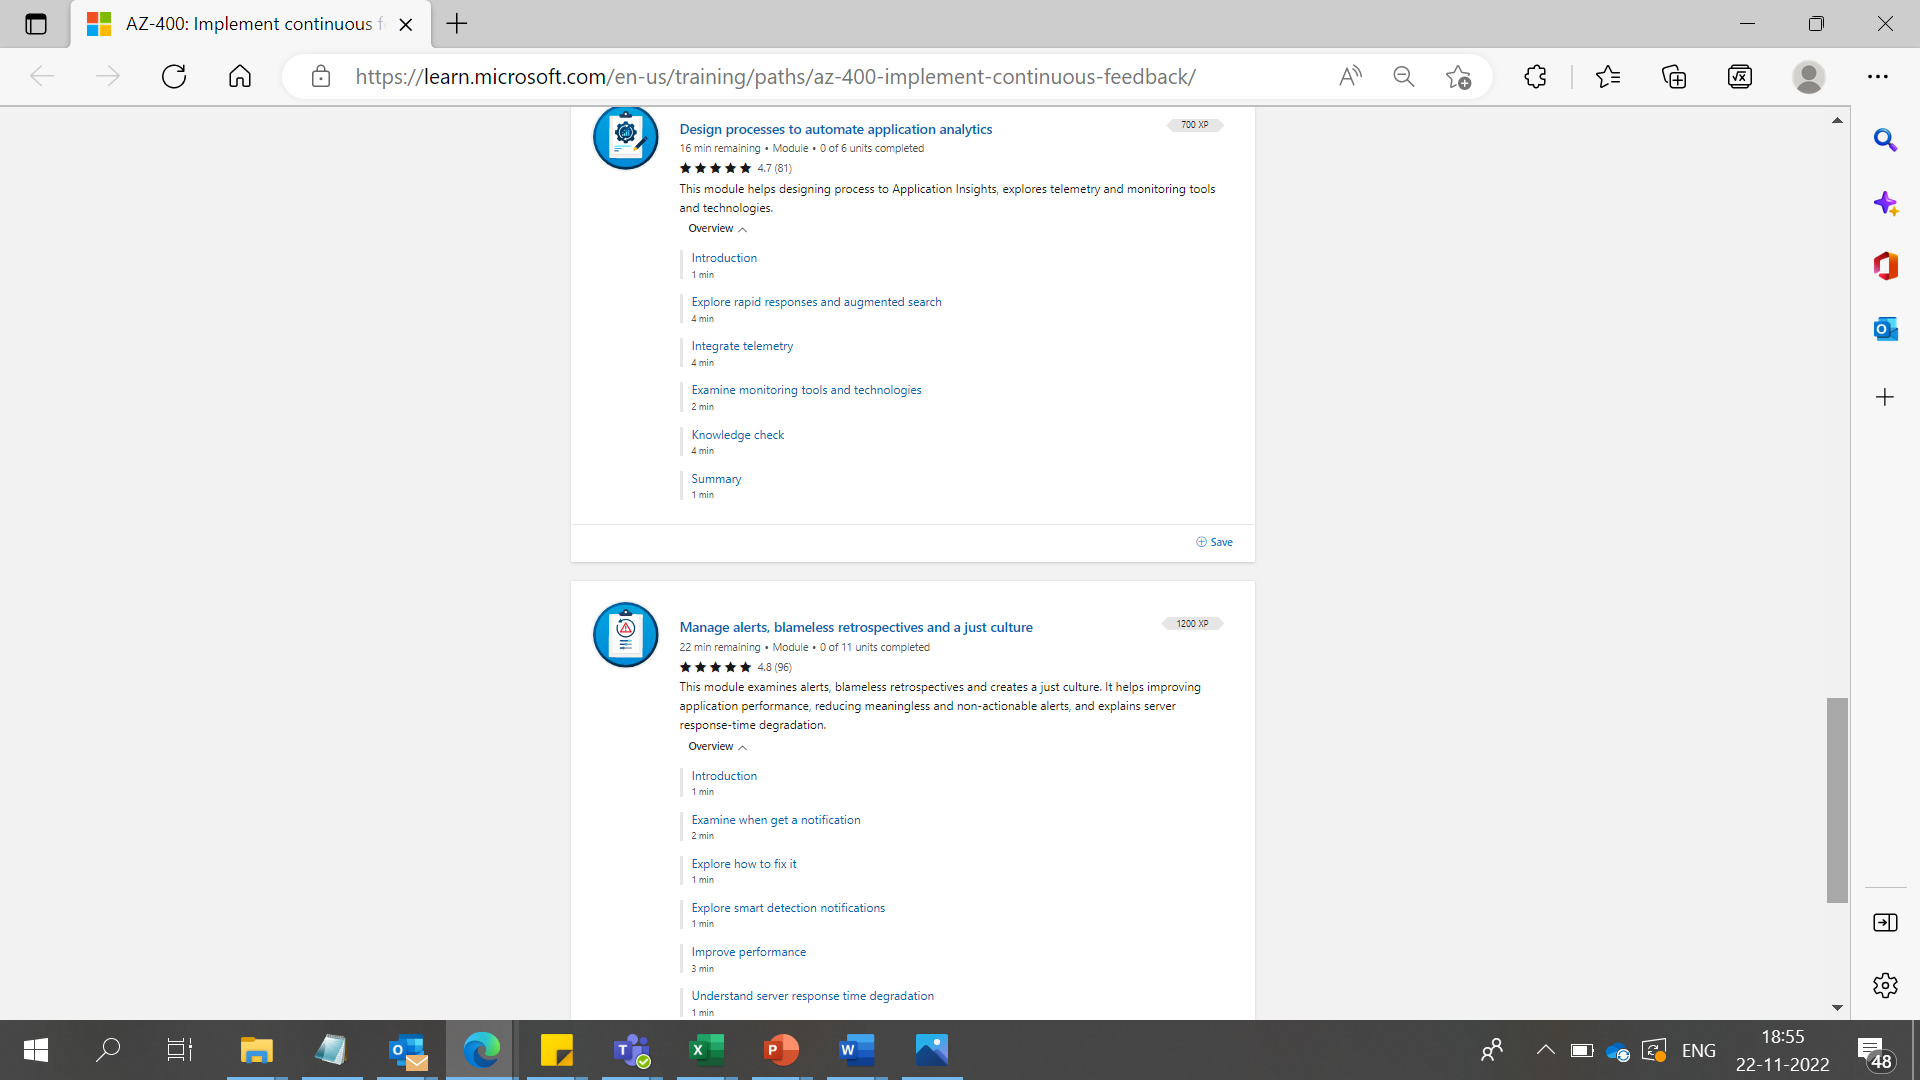 AZ-400: Implement continuous f
https://learn.microsoft.com/en-us/training/paths/az-400-implement-continuous-feedback/
Design processes to automate application analytics
700 XP
16 min remaining • Module • 0 of 6 units completed
4.7 (81)
This module helps designing process to Application Insights, explores telemetry and monitoring tools
and technologies.
Overview
Introduction
1 min
Explore rapid responses and augmented search
4 min
Integrate telemetry
4 min
Examine monitoring tools and technologies
2 min
Knowledge check
4 min
Summary
1 min
Save
Manage alerts, blameless retrospectives and a just culture
1200 XP
22 min remaining • Module • 0 of 11 units completed
4.8 (96)
This module examines alerts, blameless retrospectives and creates a just culture. It helps improving
application performance, reducing meaningless and non-actionable alerts, and explains server
response-time degradation.
Overview
Introduction
1 min
Examine when get a notification
2 min
Explore how to fix it
1 min
Explore smart detection notifications
1 min
Improve performance
3 min
Understand server response time degradation
1 min
ENG
18:55
22-11-2022
48